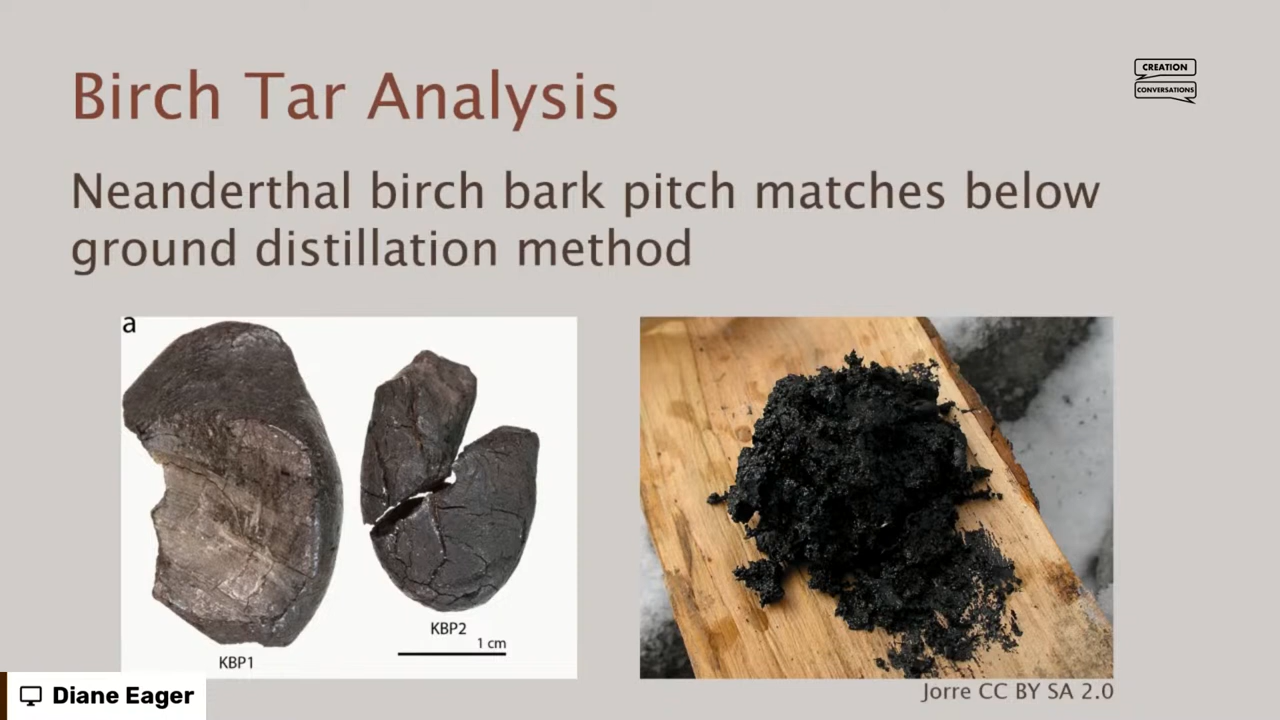 Birch Tar Analysis
CREATION
CONVERSATIONS
Neanderthal birch bark pitch matches below
ground distillation method
a
KBP2
1 cm
KBP1
Jorre CC BY SA 2.0
Diane Eager